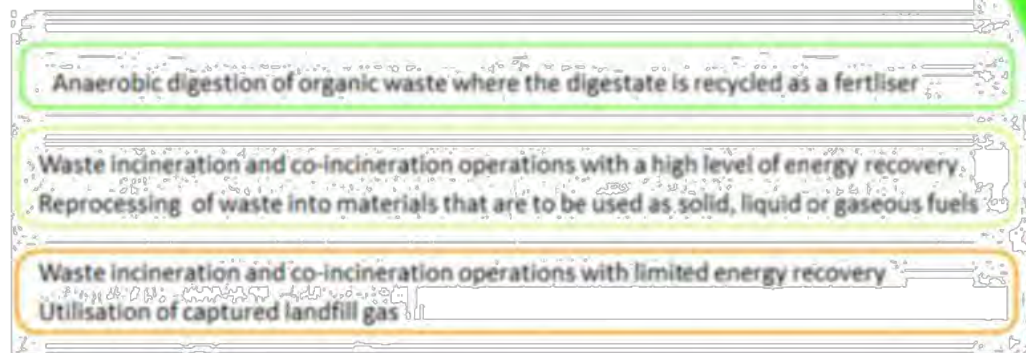 Anaerobic digestion of organic waste where the digestate is recycled as a fertliser
Waste incineration and co-incineration operations with a high level of energy recovery
Reprocessing of waste into materials that are to be used as solid, liquid or gaseous fuels
Waste incineration and co-incineration operations with limited energy recovery
Utilisation of captured landfill gas